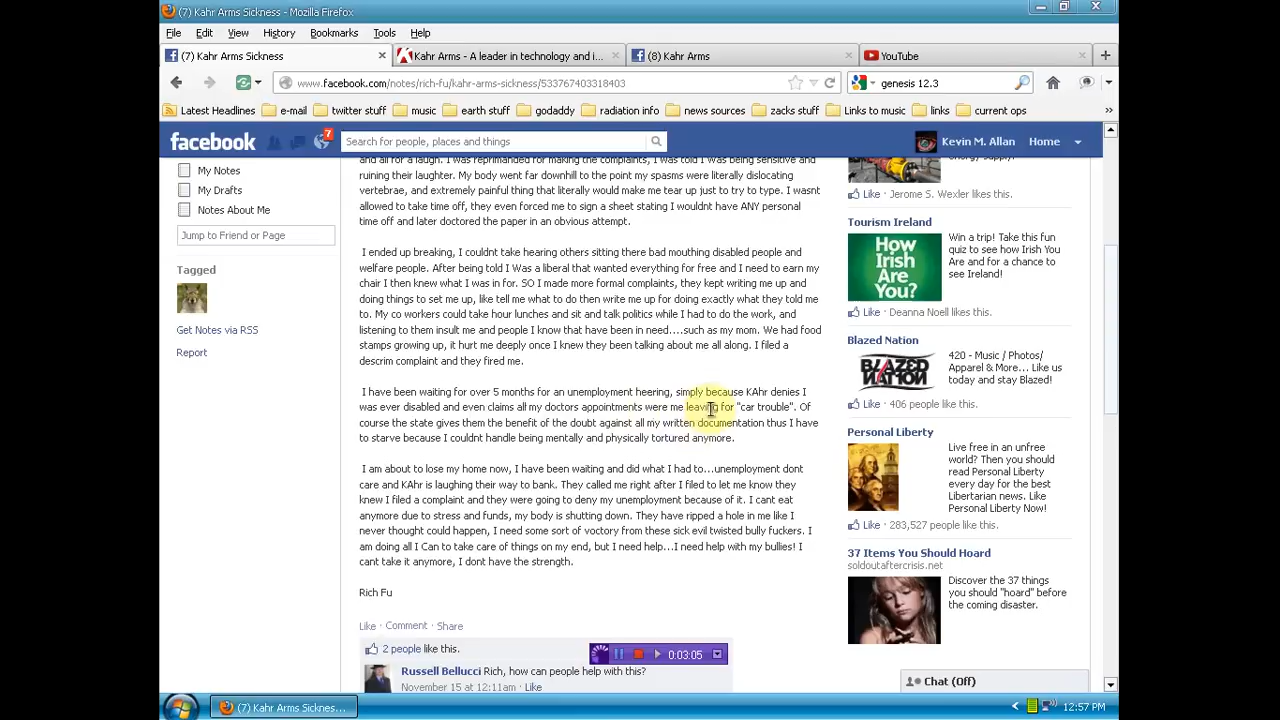 (7) Kahr Arms Sickness - Mozilla Firefox
File Edit View History Bookmarks Tools Help
(7) Kahr Arms Sickness
Kahr Arms - A leader in technology and i...
(8) Kahr Arms
YouTube
www.facebook.com/notes/rich-fu/kahr-arms-sickness/533767403318403
genesis 12.3
Latest Headlines e-mail twitter stuff music earth stuff godaddy radiation info news sources zacks stuff Links to music links current ops »
facebook
7
Search for people, places and things
Kevin M. Allan Home
My Notes
My Drafts
Notes About Me
Jump to Friend or Page
Tagged
Get Notes via RSS
Report
and all for a laugh. I was reprimanded for making the complaints, I was told I was being sensitive and
ruining their laughter. My body went far downhill to the point my spasms were literally dislocating
vertebrae, and extremely painful thing that literally would make me tear up just to try to type. I wasnt
allowed to take time off, they even forced me to sign a sheet stating I wouldnt have ANY personal
time off and later doctored the paper in an obvious attempt.
I ended up breaking, I couldnt take hearing others sitting there bad mouthing disabled people and
welfare people. After being told I Was a liberal that wanted everything for free and I need to earn my
chair I then knew what I was in for. SO I made more formal complaints, they kept writing me up and
doing things to set me up, like tell me what to do then write me up for doing exactly what they told me
to. My co workers could take hour lunches and sit and talk politics while I had to do the work, and
listening to them insult me and people I know that have been in need....such as my mom. We had food
stamps growing up, it hurt me deeply once I knew they been talking about me all along. I filed a
descrim complaint and they fired me.
I have been waiting for over 5 months for an unemployment heering, simply because KAhr denies I
was ever disabled and even claims all my doctors appointments were me leaving for "car trouble". Of
course the state gives them the benefit of the doubt against all my written documentation thus I have
to starve because I couldnt handle being mentally and physically tortured anymore.
I am about to lose my home now, I have been waiting and did what I had to...unemployment dont
care and KAhr is laughing their way to bank. They called me right after I filed to let me know they
knew I filed a complaint and they were going to deny my unemployment because of it. I cant eat
anymore due to stress and funds, my body is shutting down. They have ripped a hole in me like I
never thought could happen, I need some sort of voctory from these sick evil twisted bully fuckers. I
am doing all I Can to take care of things on my end, but I need help...I need help with my bullies! I
cant take it anymore, I dont have the strength.
Rich Fu
Like · Comment · Share
2 people like this.
Russell Bellucci Rich, how can people help with this?
November 15 at 12:11am · Like
0:03:05
Like · Jerome S. Wexler likes this.
Tourism Ireland
How
Irish
Are
You?
Win a trip! Take this fun
quiz to see how Irish You
Are and for a chance to
see Ireland!
Like · Deanna Noell likes this.
Blazed Nation
BLAZED
NATION
420 - Music / Photos/
Apparel & More... Like us
today and stay Blazed!
Like · 406 people like this.
Personal Liberty
Live free in an unfree
world? Then you should
read Personal Liberty
every day for the best
Libertarian news. Like
Personal Liberty Now!
Like · 283,527 people like this.
37 Items You Should Hoard
soldoutaftercrisis.net
Discover the 37 things
you should "hoard" before
the coming disaster.
Chat (Off)
(7) Kahr Arms Sicknes...
12:57 PM